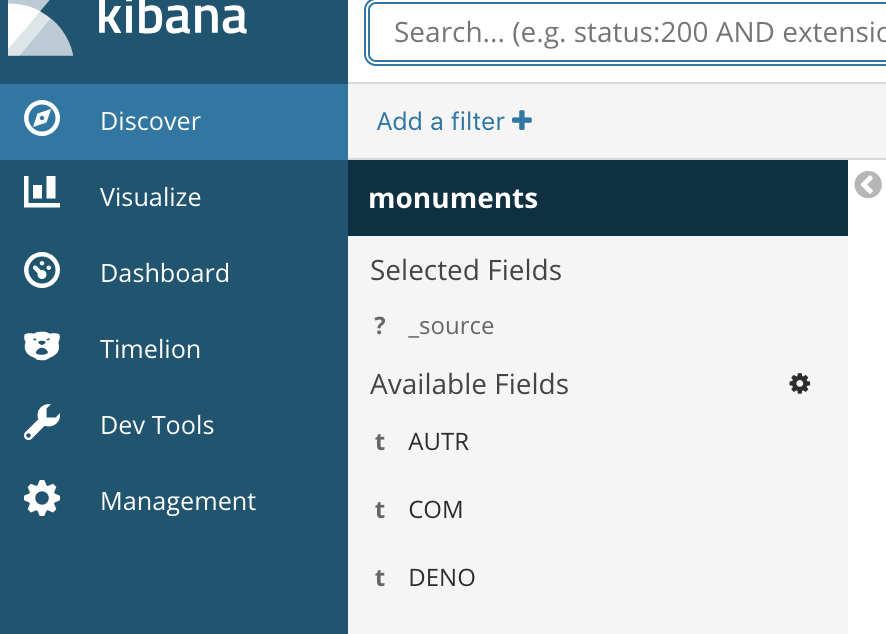 kibana
Search... (e.g. status:200 AND extensio
Discover
Visualize
Dashboard
Timelion
Dev Tools
Management
Add a filter
monuments
Selected Fields
? _source
Available Fields
t AUTR
t COM
t DENO